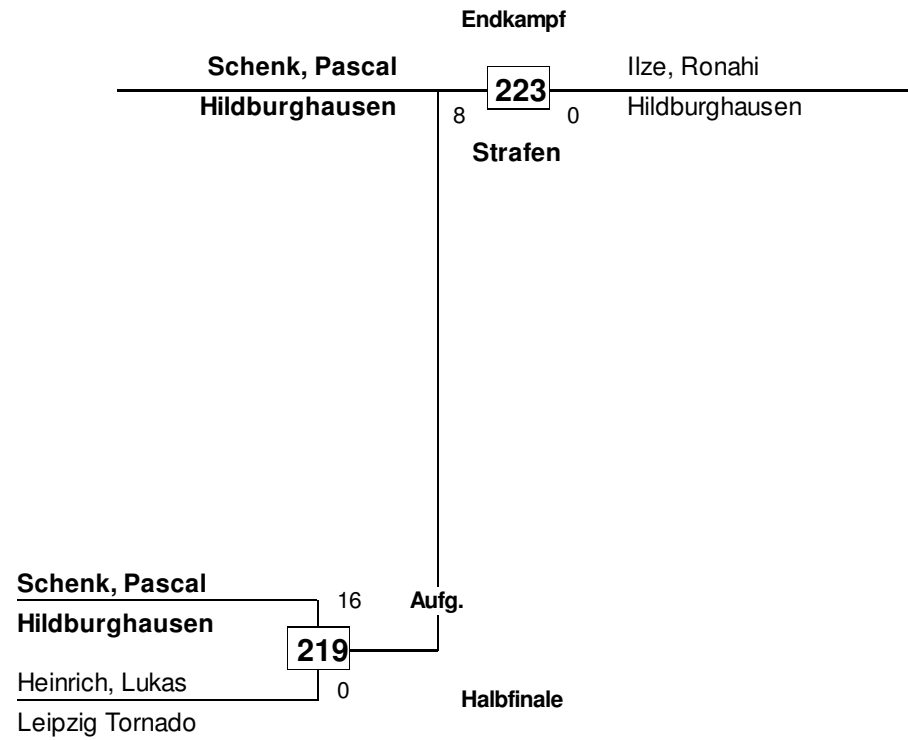 Endkampf
Schenk, Pascal 223 Ilze, Ronahi
Hildburghausen 8 0 Hildburghausen
Strafen
Schenk, Pascal
16 Aufg.
Hildburghausen
219
Heinrich, Lukas
0 Halbfinale
Leipzig Tornado